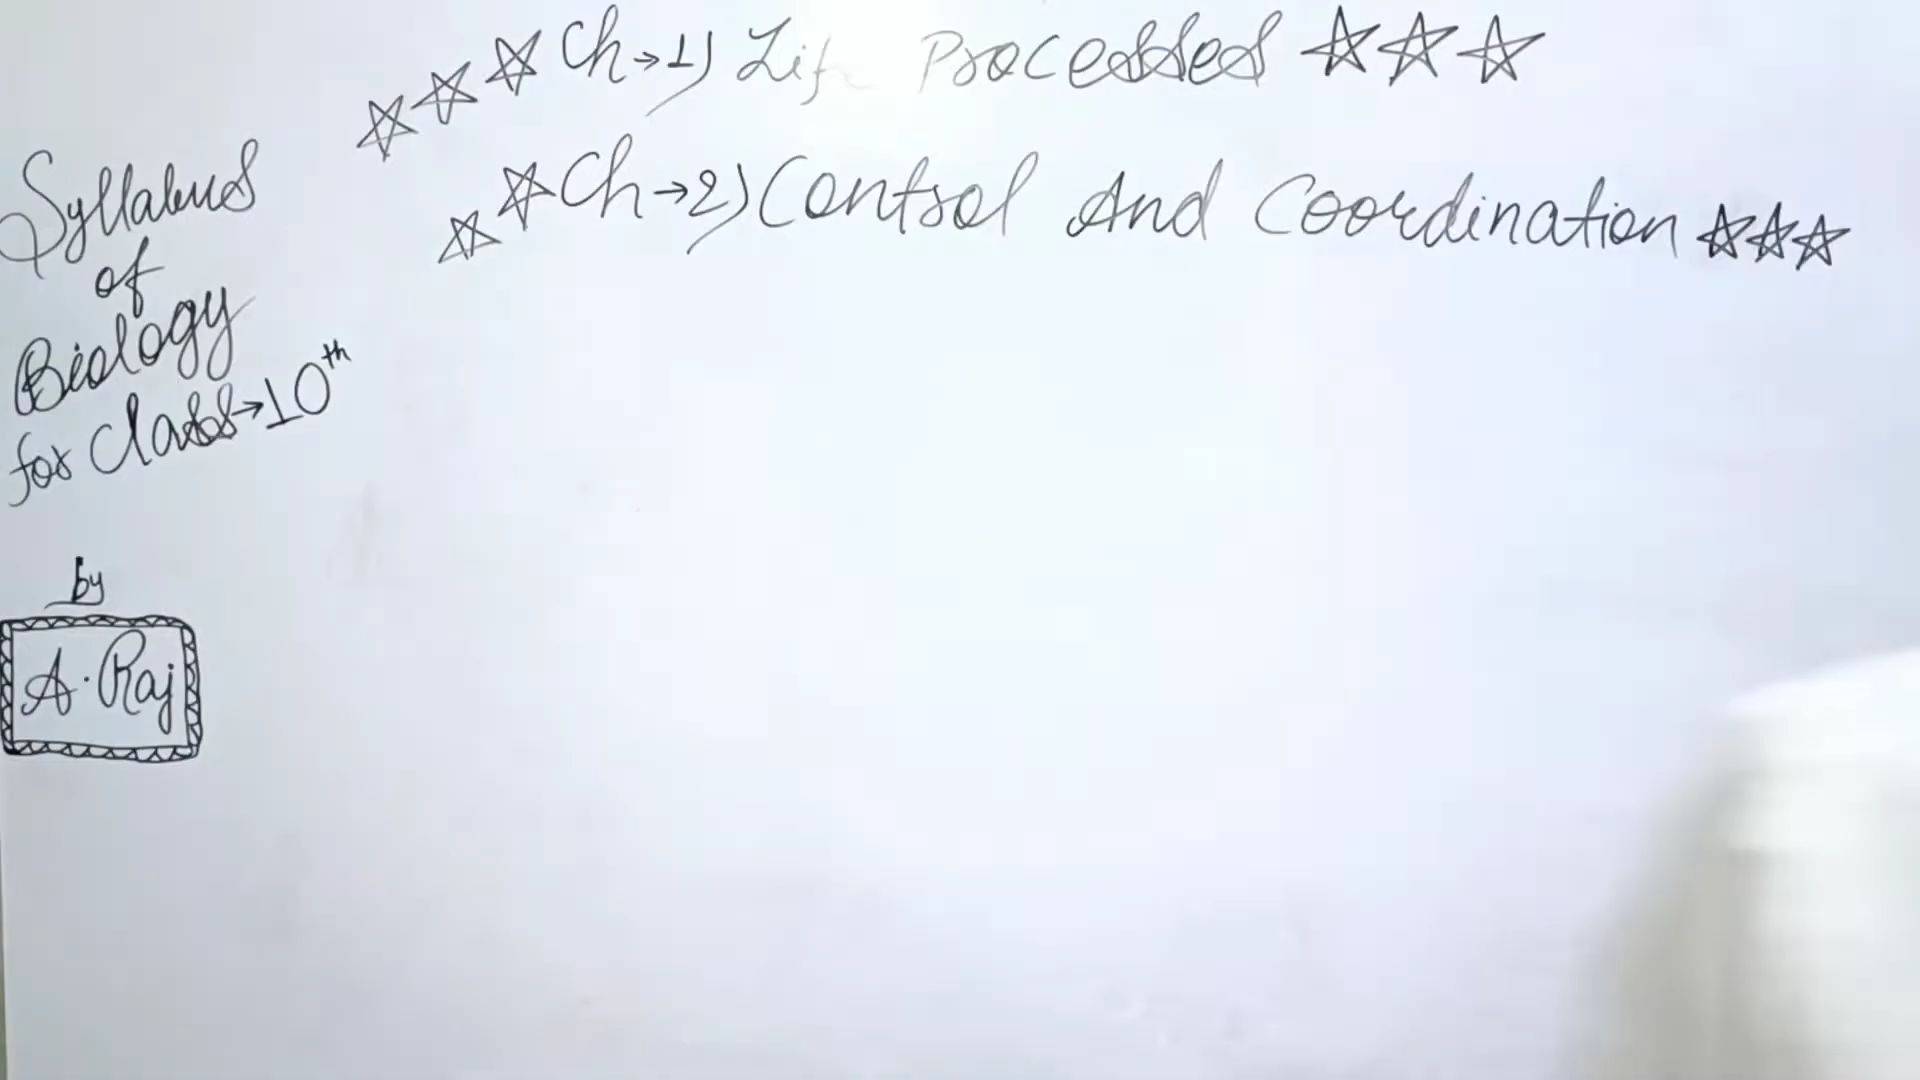 Ch→1) Life Processes
Ch→2) Control And Coordination
Syllabus
of
Biology
for Class→10th
by
A. Raj